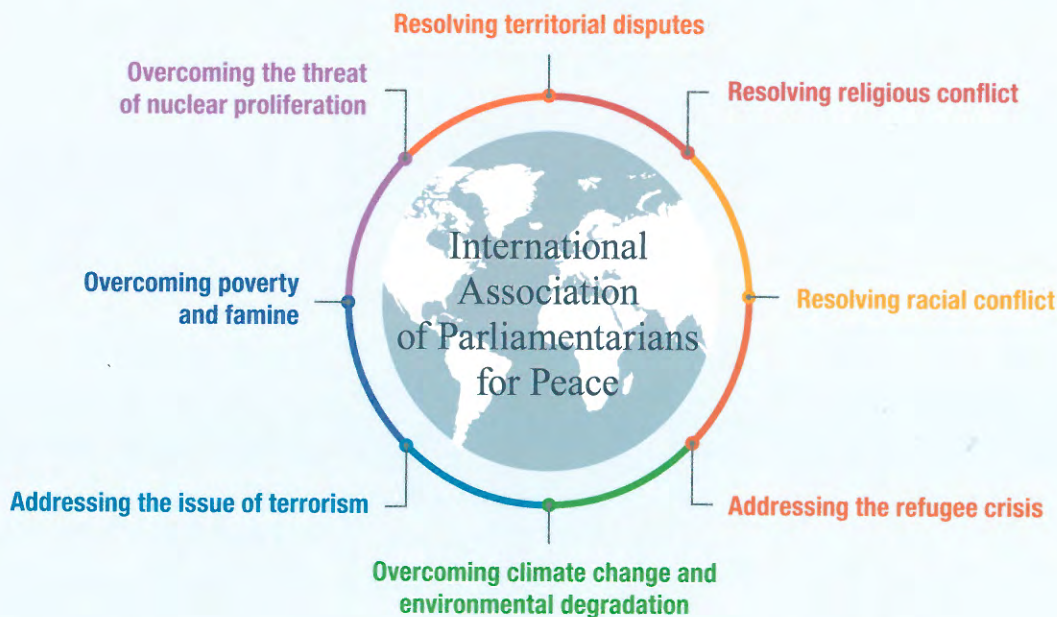 Resolving territorial disputes
Overcoming the threat
of nuclear proliferation
Resolving religious conflict
International
Association
of Parliamentarians
for Peace
Overcoming poverty
and famine
Resolving racial conflict
Addressing the issue of terrorism
Addressing the refugee crisis
Overcoming climate change and
environmental degradation